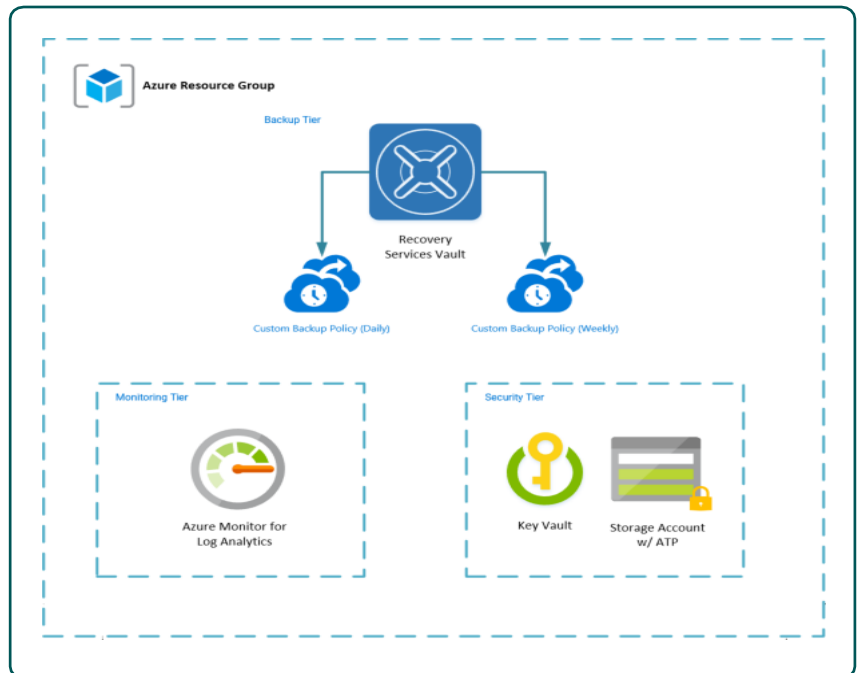 Azure Resource Group
Backup Tier
Recovery
Services Vault
Custom Backup Policy (Daily)
Custom Backup Policy (Weekly)
Monitoring Tier
Azure Monitor for
Log Analytics
Security Tier
Key Vault
Storage Account
w/ ATP